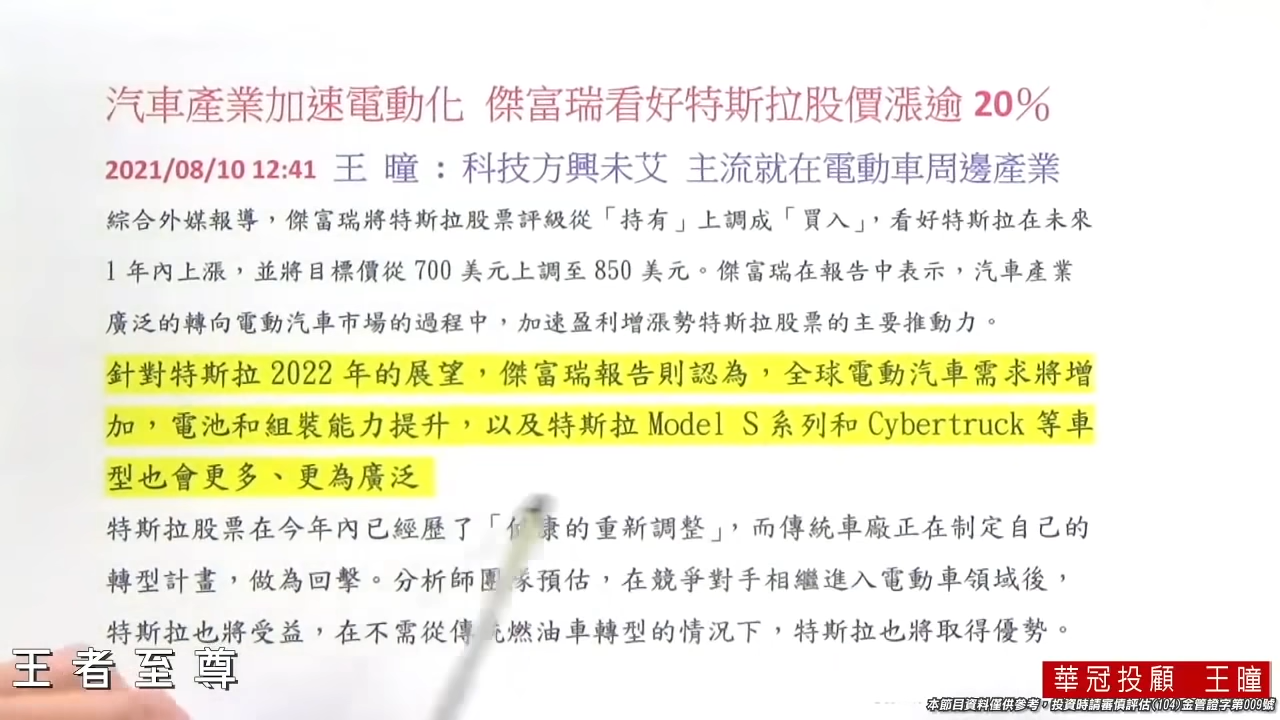 汽車產業加速電動化 傑富瑞看好特斯拉股價漲逾 20%
2021/08/10 12:41 王 曈：科技方興未艾 主流就在電動車周邊產業
綜合外媒報導，傑富瑞將特斯拉股票評級從「持有」上調成「買入」，看好特斯拉在未來
1 年內上漲，並將目標價從 700 美元上調至 850 美元。傑富瑞在報告中表示，汽車產業
廣泛的轉向電動汽車市場的過程中，加速盈利增漲勢特斯拉股票的主要推動力。
針對特斯拉 2022 年的展望，傑富瑞報告則認為，全球電動汽車需求將增
加，電池和組裝能力提升，以及特斯拉 Model S 系列和 Cybertruck 等車
型也會更多、更為廣泛
特斯拉股票在今年內已經歷了「健康的重新調整」，而傳統車廠正在制定自己的
轉型計畫，做為回擊。分析師團隊預估，在競爭對手相繼進入電動車領域後，
特斯拉也將受益，在不需從傳統燃油車轉型的情況下，特斯拉也將取得優勢。
王者至尊
華冠投顧 王曈
本節目資料僅供參考，投資時請審慎評估(104)金管證字第009號